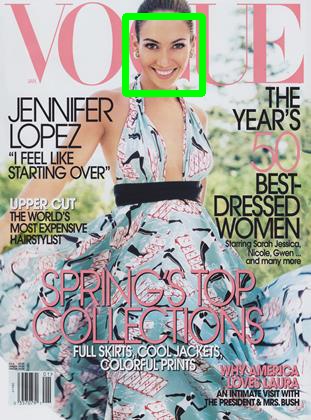 VOGUE
JAN
JENNIFER
LOPEZ
"I FEEL LIKE
STARTING OVER"
UPPER CUT
THE WORLD'S
MOST EXPENSIVE
HAIRSTYLIST
THE
YEAR'S
50
BEST-
DRESSED
WOMEN
Starring Sarah Jessica,
Nicole, Gwen ...
and many more
SPRING'S TOP
COLLECTIONS
FULL SKIRTS, COOL JACKETS,
COLORFUL PRINTS
WHY AMERICA
LOVES LAURA
AN INTIMATE VISIT WITH
THE PRESIDENT & MRS. BUSH